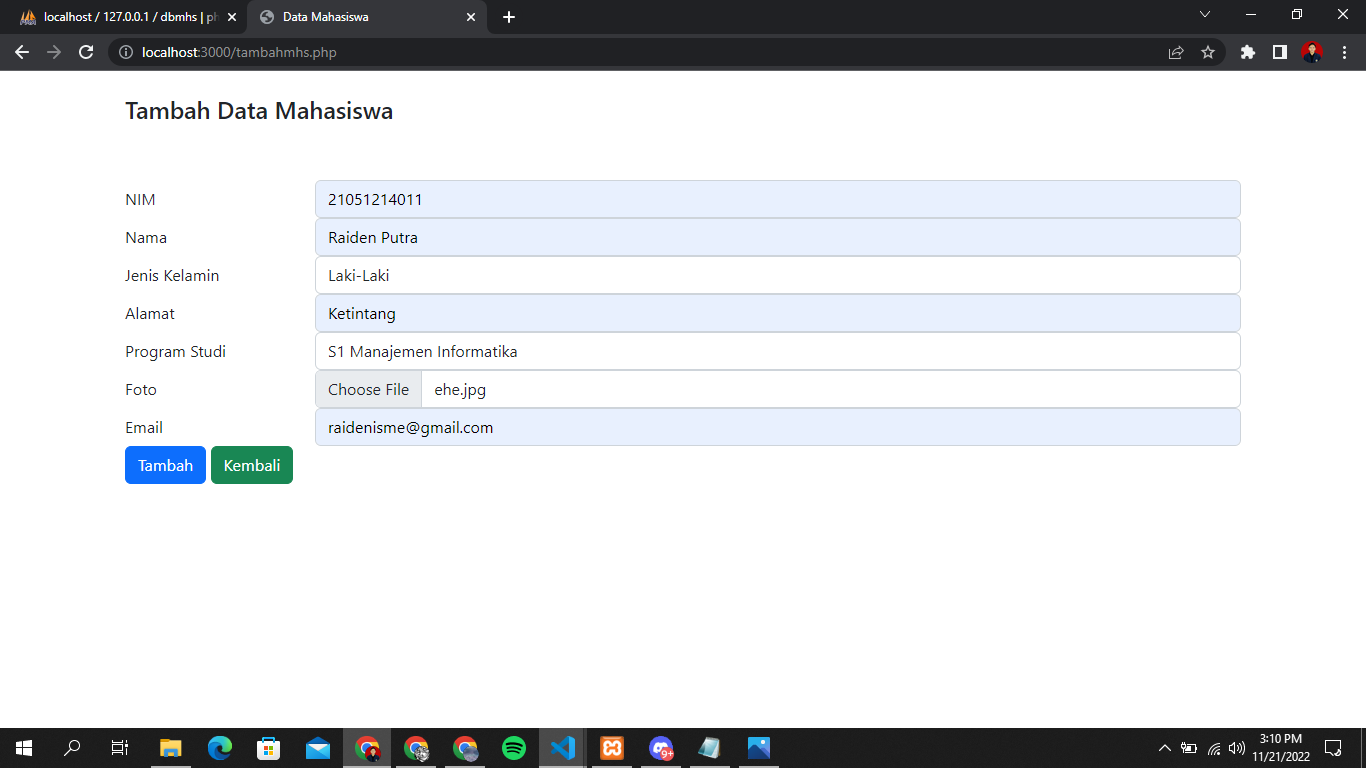 localhost / 127.0.0.1 / dbmhs | ph
Data Mahasiswa
localhost:3000/tambahmhs.php
Tambah Data Mahasiswa
NIM 21051214011
Nama Raiden Putra
Jenis Kelamin Laki-Laki
Alamat Ketintang
Program Studi S1 Manajemen Informatika
Foto Choose File ehe.jpg
Email raidenisme@gmail.com
Tambah Kembali
9+
3:10 PM
11/21/2022